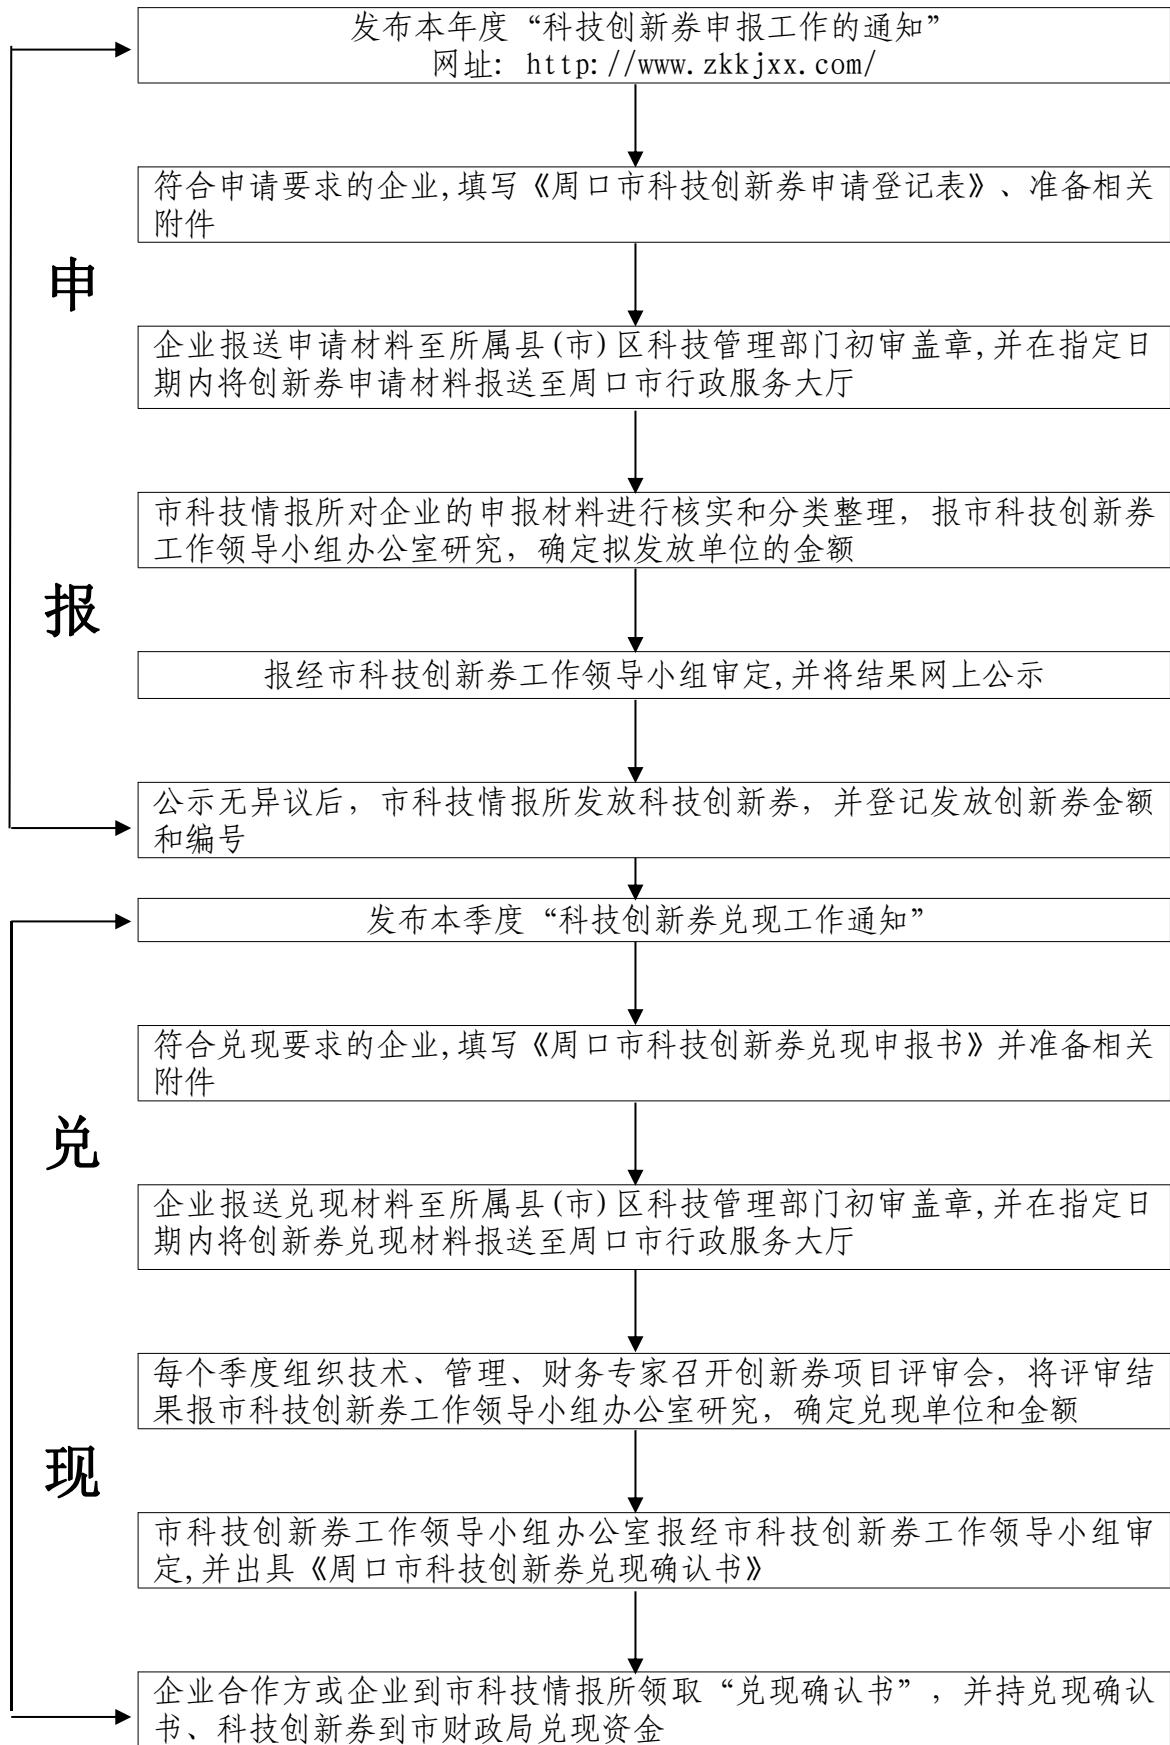 发布本年度“科技创新券申报工作的通知”
网址: http://www.zkkjxx.com/
符合申请要求的企业,填写《周口市科技创新券申请登记表》、准备相关
附件
申
企业报送申请材料至所属县(市)区科技管理部门初审盖章,并在指定日
期内将创新券申请材料报送至周口市行政服务大厅
市科技情报所对企业的申报材料进行核实和分类整理，报市科技创新券
工作领导小组办公室研究，确定拟发放单位的金额
报
报经市科技创新券工作领导小组审定,并将结果网上公示
公示无异议后，市科技情报所发放科技创新券，并登记发放创新券金额
和编号
发布本季度“科技创新券兑现工作通知”
符合兑现要求的企业,填写《周口市科技创新券兑现申报书》并准备相关
附件
兑
企业报送兑现材料至所属县(市)区科技管理部门初审盖章,并在指定日
期内将创新券兑现材料报送至周口市行政服务大厅
每个季度组织技术、管理、财务专家召开创新券项目评审会，将评审结
果报市科技创新券工作领导小组办公室研究，确定兑现单位和金额
现
市科技创新券工作领导小组办公室报经市科技创新券工作领导小组审
定,并出具《周口市科技创新券兑现确认书》
企业合作方或企业到市科技情报所领取“兑现确认书”，并持兑现确认
书、科技创新券到市财政局兑现资金